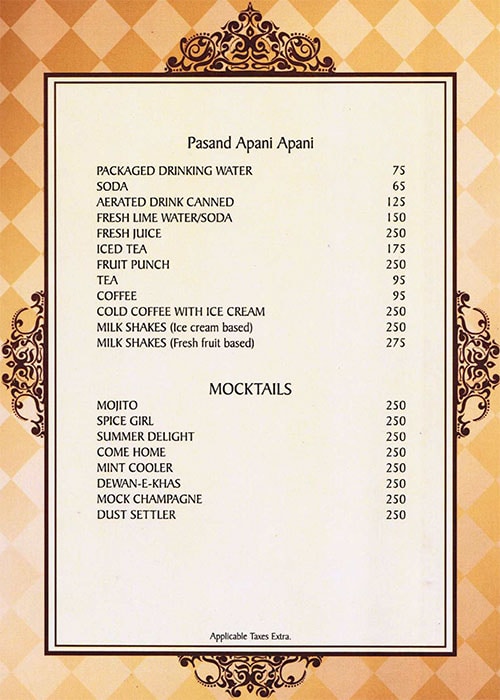 Pasand Apani Apani
PACKAGED DRINKING WATER 75
SODA 65
AERATED DRINK CANNED 125
FRESH LIME WATER/SODA 150
FRESH JUICE 250
ICED TEA 175
FRUIT PUNCH 250
TEA 95
COFFEE 95
COLD COFFEE WITH ICE CREAM 250
MILK SHAKES (Ice cream based) 250
MILK SHAKES (Fresh fruit based) 275
MOCKTAILS
MOJITO 250
SPICE GIRL 250
SUMMER DELIGHT 250
COME HOME 250
MINT COOLER 250
DEWAN-E-KHAS 250
MOCK CHAMPAGNE 250
DUST SETTLER 250
Applicable Taxes Extra.